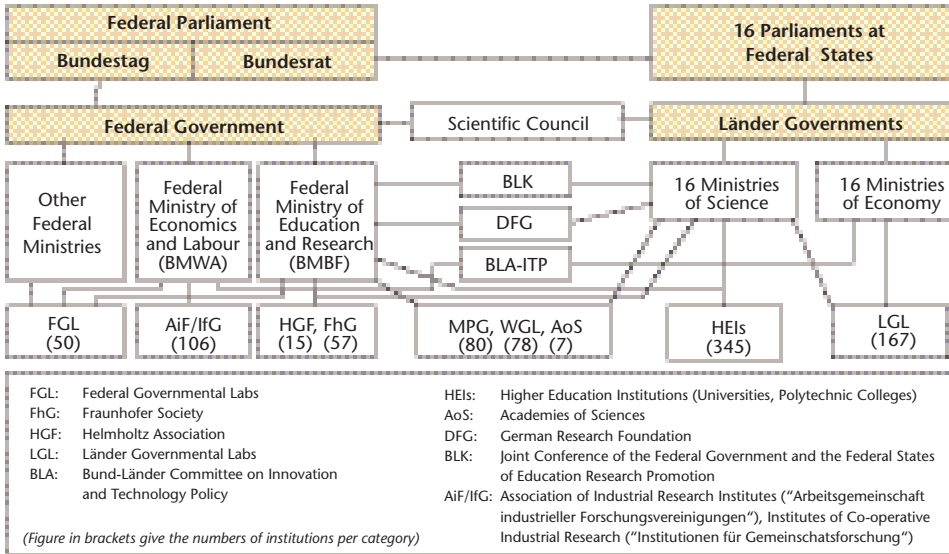 Federal Parliament
Bundestag
Bundesrat
16 Parliaments at
Federal States
Federal Government
Scientific Council
Länder Governments
Other
Federal
Ministries
Federal
Ministry of
Economics
and Labour
(BMWA)
Federal
Ministry of
Education
and Research
(BMBF)
BLK
DFG
BLA-ITP
16 Ministries
of Science
16 Ministries
of Economy
FGL
(50)
AiF/IfG
(106)
HGF, FhG
(15) (57)
MPG, WGL, AoS
(80) (78) (7)
HEIs
(345)
LGL
(167)
FGL: Federal Governmental Labs
FhG: Fraunhofer Society
HGF: Helmholtz Association
LGL: Länder Governmental Labs
BLA: Bund-Länder Committee on Innovation
and Technology Policy
(Figure in brackets give the numbers of institutions per category)
HEIs: Higher Education Institutions (Universities, Polytechnic Colleges)
AoS: Academies of Sciences
DFG: German Research Foundation
BLK: Joint Conference of the Federal Government and the Federal States
of Education Research Promotion
AiF/IfG: Association of Industrial Research Institutes (“Arbeitsgemeinschaft
industrieller Forschungsvereinigungen“), Institutes of Co-operative
Industrial Research (“Institutionen für Gemeinschatsforschung“)